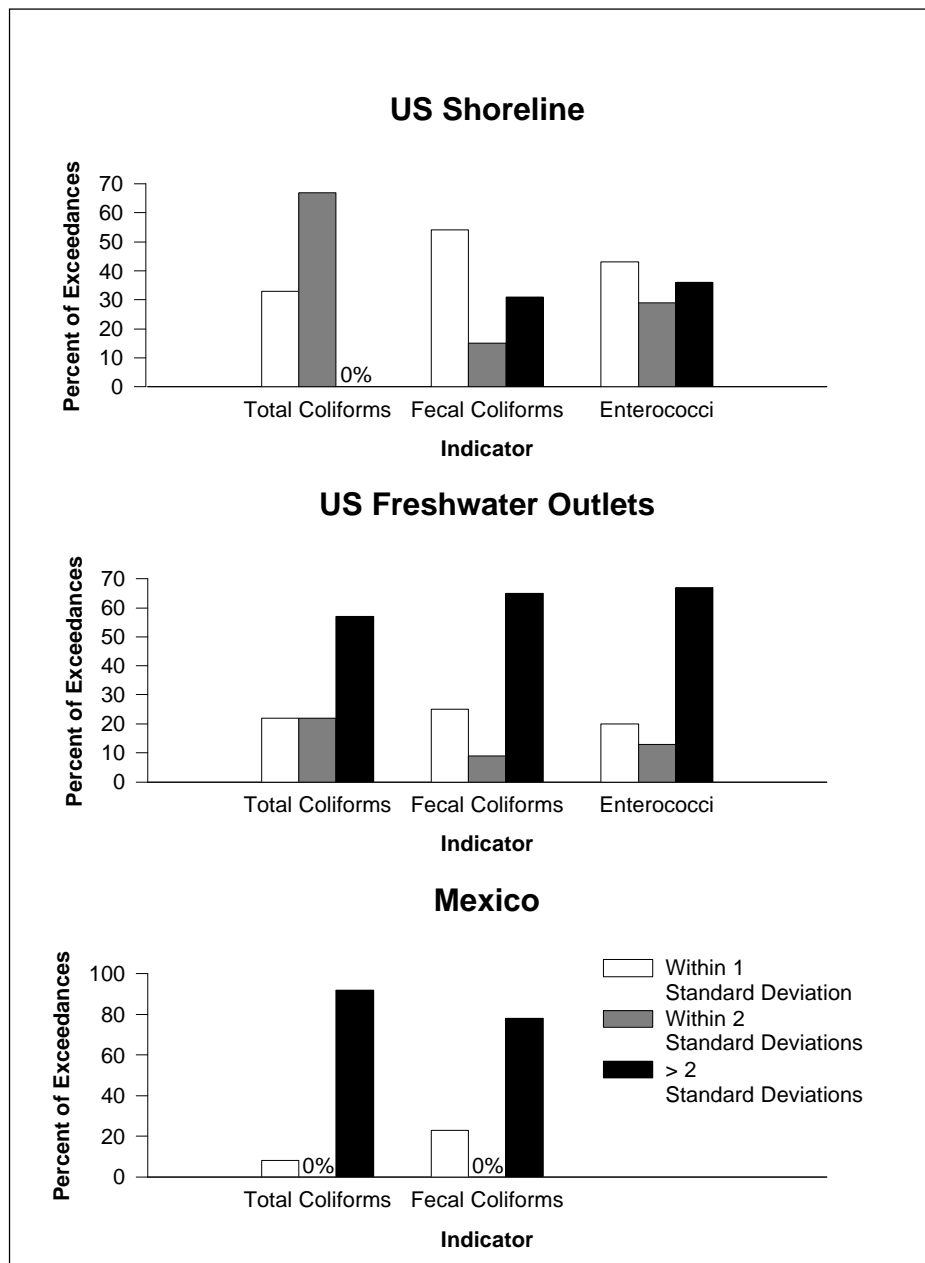 US Shoreline
Percent of Exceedances
70
60
50
40
30
20
10
0
0%
Total Coliforms Fecal Coliforms Enterococci
Indicator
US Freshwater Outlets
Percent of Exceedances
70
60
50
40
30
20
10
0
Total Coliforms Fecal Coliforms Enterococci
Indicator
Mexico
Percent of Exceedances
100
80
60
40
20
0
0%
0%
Total Coliforms Fecal Coliforms
Indicator
Within 1
Standard Deviation
Within 2
Standard Deviations
> 2
Standard Deviations